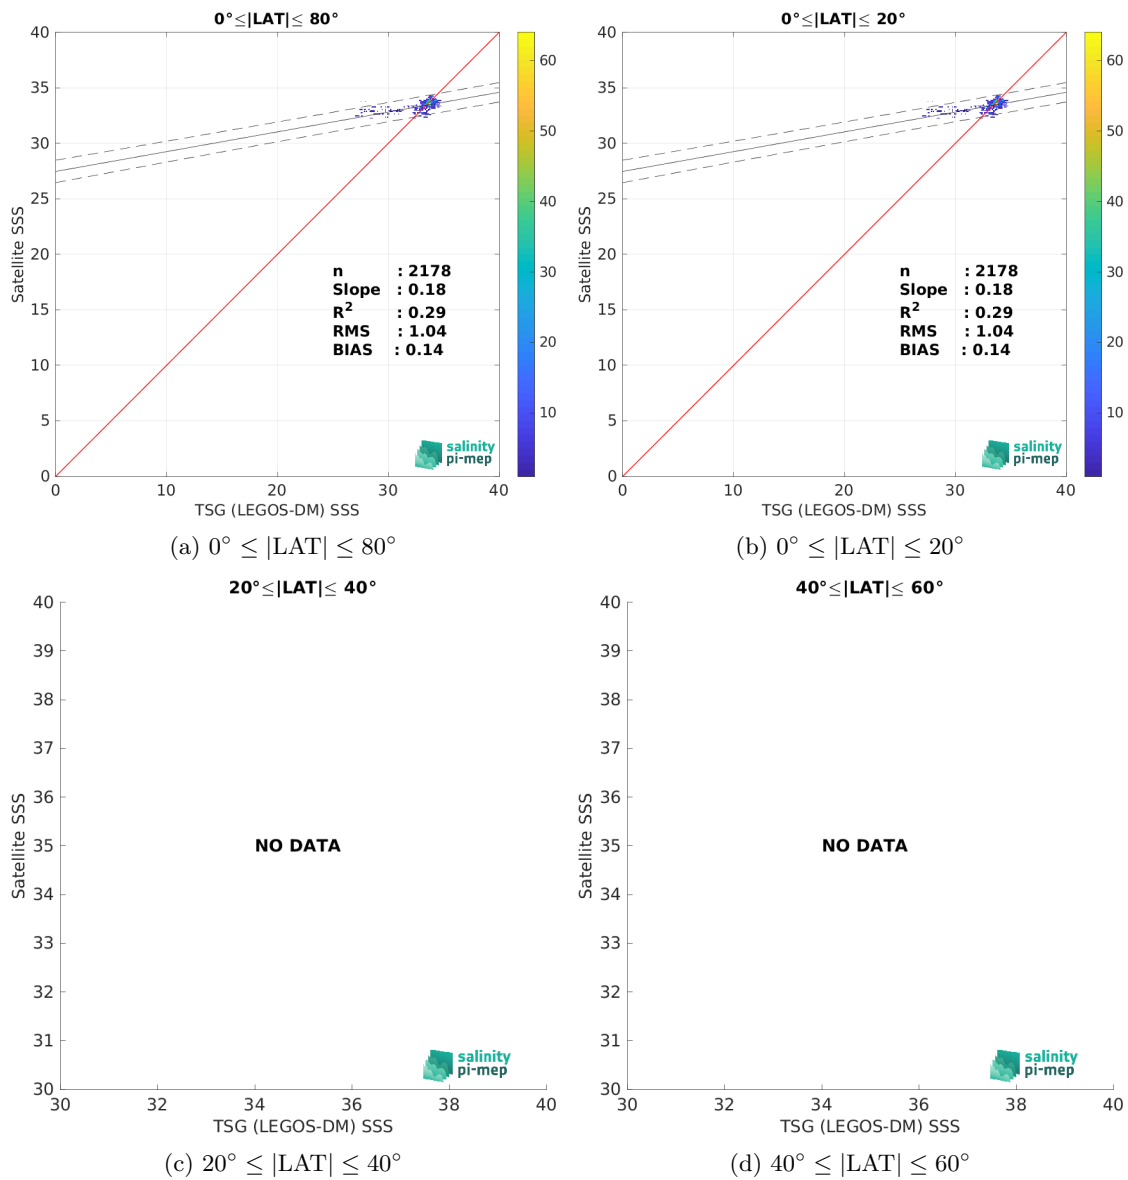 0°≤|LAT|≤ 80°
40
35
30
25
20
15
10
5
0
Satellite SSS
0
10
20
30
40
TSG (LEGOS-DM) SSS
60
50
40
30
20
10
n : 2178
Slope : 0.18
R² : 0.29
RMS : 1.04
BIAS : 0.14
salinity
pi-mep
(a) 0° ≤ |LAT| ≤ 80°
0°≤|LAT|≤ 20°
40
35
30
25
20
15
10
5
0
Satellite SSS
0
10
20
30
40
TSG (LEGOS-DM) SSS
60
50
40
30
20
10
n : 2178
Slope : 0.18
R² : 0.29
RMS : 1.04
BIAS : 0.14
salinity
pi-mep
(b) 0° ≤ |LAT| ≤ 20°
20°≤|LAT|≤ 40°
40
39
38
37
36
35
34
33
32
31
30
Satellite SSS
NO DATA
salinity
pi-mep
30
32
34
36
38
40
TSG (LEGOS-DM) SSS
(c) 20° ≤ |LAT| ≤ 40°
40°≤|LAT|≤ 60°
40
39
38
37
36
35
34
33
32
31
30
Satellite SSS
NO DATA
salinity
pi-mep
30
32
34
36
38
40
TSG (LEGOS-DM) SSS
(d) 40° ≤ |LAT| ≤ 60°